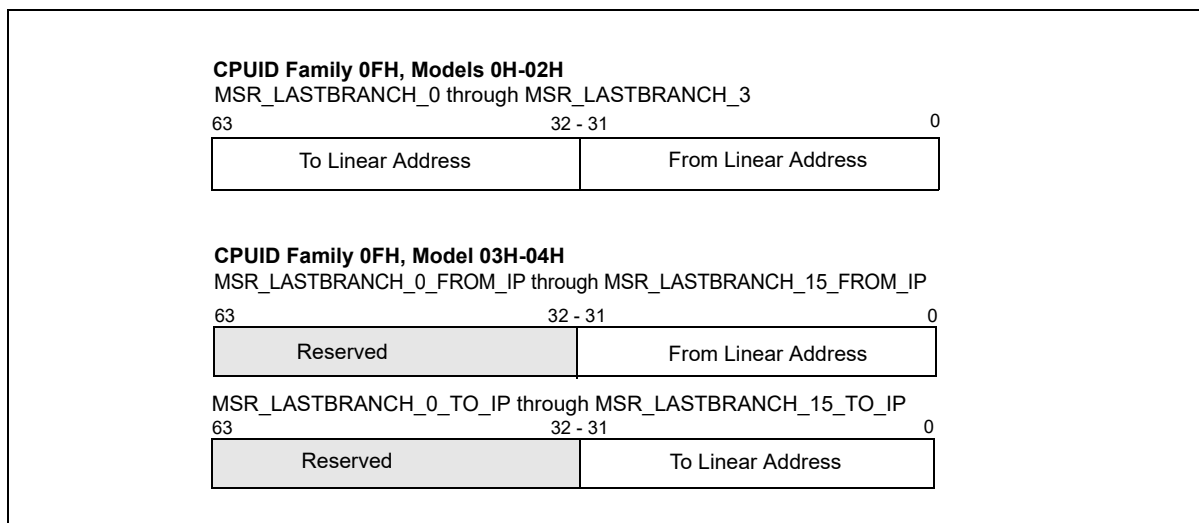 CPUID Family 0FH, Models 0H-02H
MSR_LASTBRANCH_0 through MSR_LASTBRANCH_3
63 32 - 31 0
To Linear Address From Linear Address
CPUID Family 0FH, Model 03H-04H
MSR_LASTBRANCH_0_FROM_IP through MSR_LASTBRANCH_15_FROM_IP
63 32 - 31 0
Reserved From Linear Address
MSR_LASTBRANCH_0_TO_IP through MSR_LASTBRANCH_15_TO_IP
63 32 - 31 0
Reserved To Linear Address